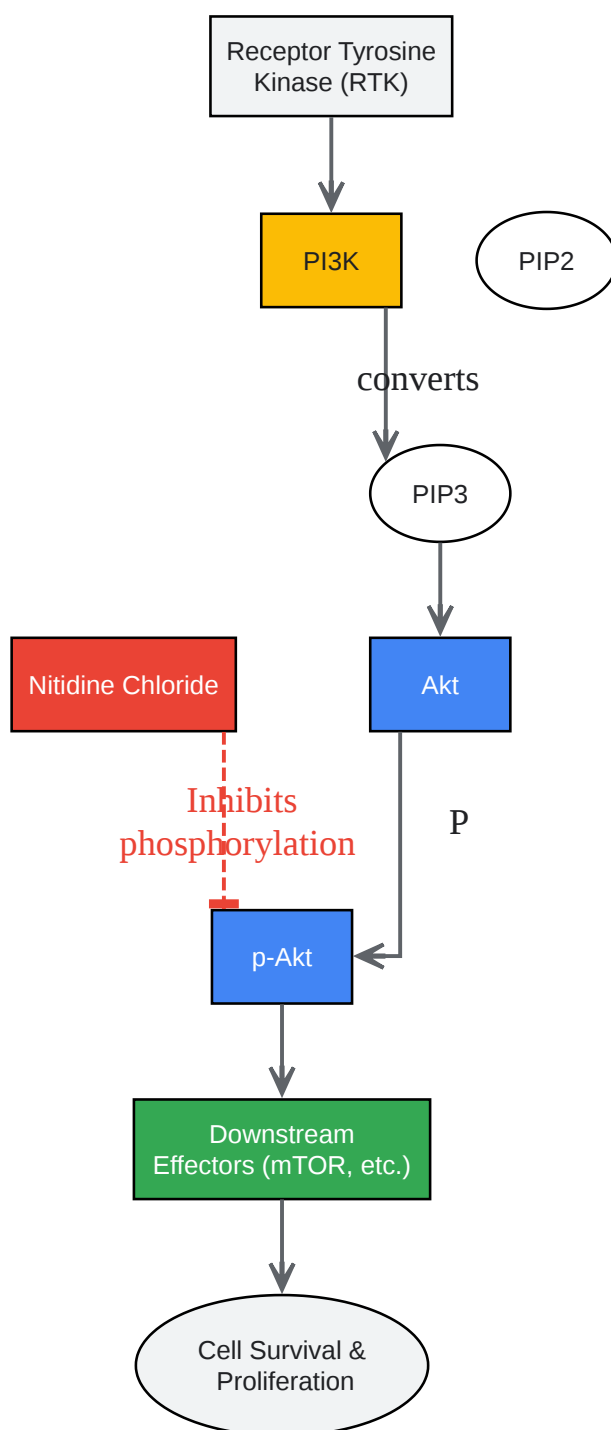 Receptor Tyrosine
Kinase (RTK)
PI3K
PIP2
converts
PIP3
Nitidine Chloride
Akt
Inhibits
phosphorylation
P
p-Akt
Downstream
Effectors (mTOR, etc.)
Cell Survival &
Proliferation